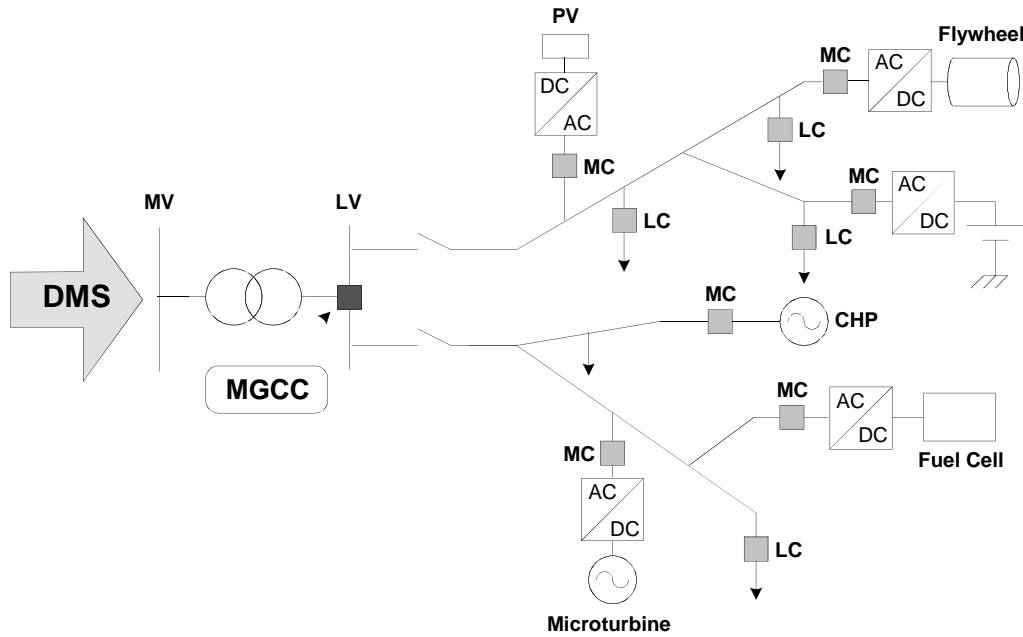 PV
Flywheel
MC
AC
DC
DC
AC
LC
MC
MC
AC
DC
MV
LV
LC
LC
DMS
MC
CHP
MGCC
MC
AC
DC
Fuel Cell
MC
AC
DC
LC
Microturbine